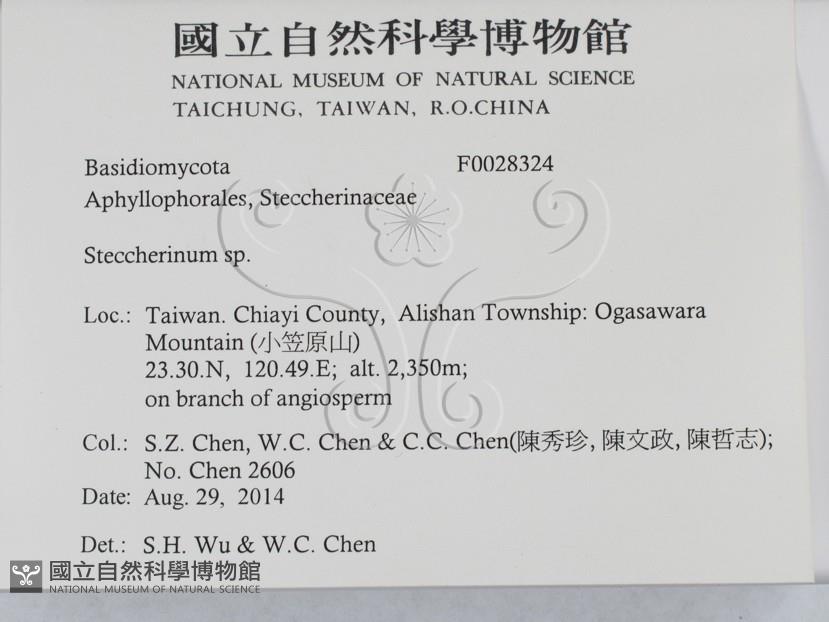 國立自然科學博物館
NATIONAL MUSEUM OF NATURAL SCIENCE
TAICHUNG, TAIWAN, R.O.CHINA
Basidiomycota F0028324
Aphyllophorales, Steccherinaceae
Steccherinum sp.
Loc.: Taiwan. Chiayi County, Alishan Township: Ogasawara
Mountain (小笠原山)
23.30.N, 120.49.E; alt. 2,350m;
on branch of angiosperm
Col.: S.Z. Chen, W.C. Chen & C.C. Chen(陳秀珍, 陳文政, 陳哲志);
No. Chen 2606
Date: Aug. 29, 2014
Det.: S.H. Wu & W.C. Chen
國立自然科學博物館
NATIONAL MUSEUM OF NATURAL SCIENCE